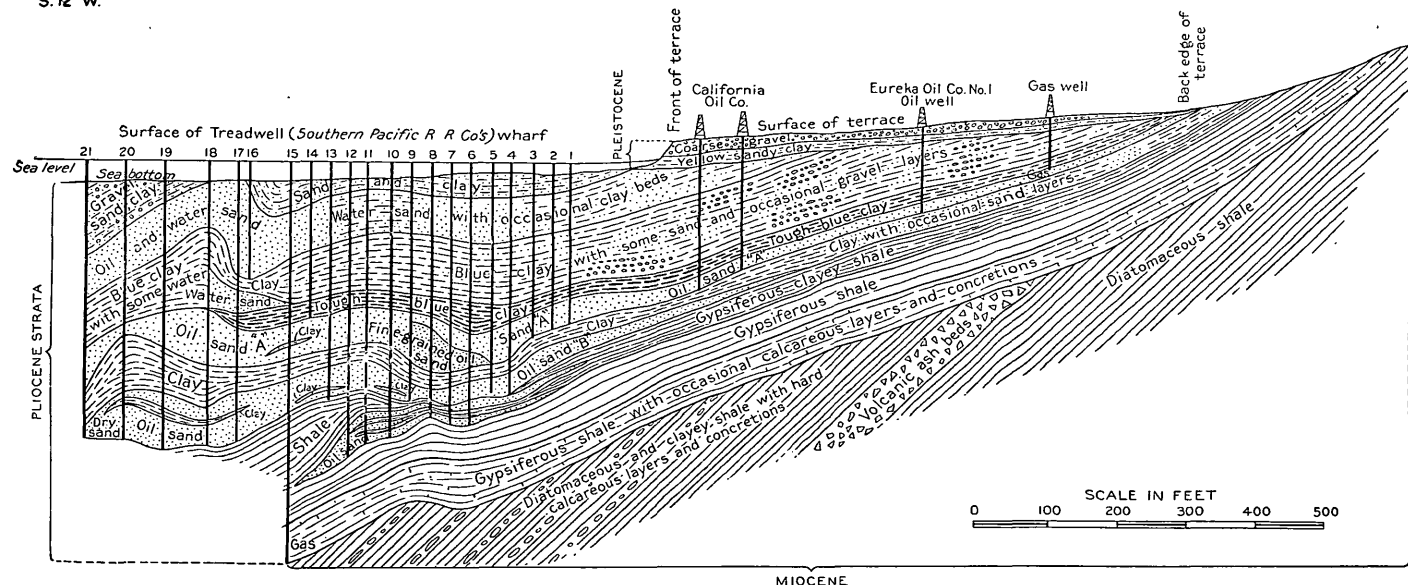 S. 12° W.
Surface of Treadwell (Southern Pacific R R Co's) wharf
PLEISTOCENE
Front of terrace
California
Oil Co.
Surface of terrace
Eureka Oil Co. No. 1
Oil well
Gas well
Back edge of
terrace
Sea level
21 20 19 18 17 16 15 14 13 12 11 10 9 8 7 6 5 4 3 2 1
Sea bottom
Coarse gravel
Yellow sandy clay
Gravel
sand clay
Sand and clay
Oil and water sand
Water sand with occasional clay beds
with some sand and occasional gravel layers
Blue clay
with some water
Clay
Blue clay
Water sand
Tough blue clay
Oil sand "A"
Tough blue clay
Gas
Clay with occasional sand layers
Oil
sand "A"
Clay
Fine grained oil
sand
Sand "A"
Clay
Oil sand "B"
Gypsiferous clayey shale
Gypsiferous shale
Diatomaceous shale
Clay
Clay
Clay
Clay
Dry
sand
Oil
sand
Shale
Oil sand
Gypsiferous shale with occasional calcareous layers and concretions
Diatomaceous and clayey shale with hard
calcareous layers and concretions
Volcanic ash beds
Gas
PLIOCENE STRATA
SCALE IN FEET
0 100 200 300 400 500
MIOCENE